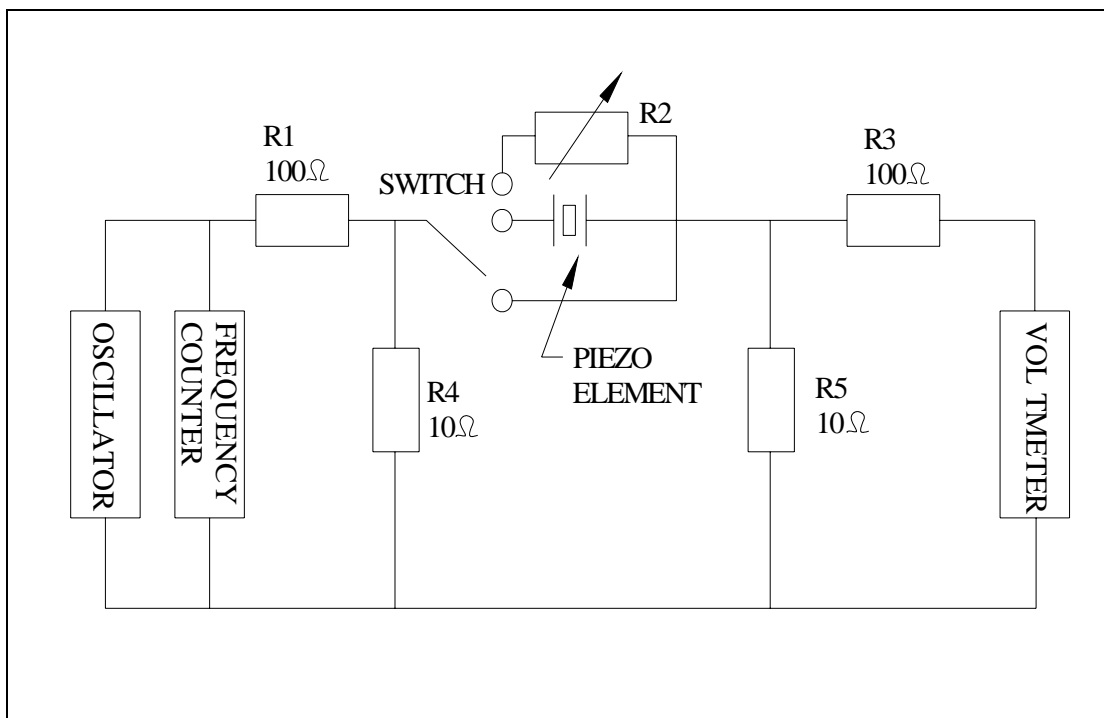 R2
R1
100Ω
SWITCH
R3
100Ω
OSCILLATOR
FREQUENCY
COUNTER
R4
10Ω
PIEZO
ELEMENT
R5
10Ω
VOL TMETER